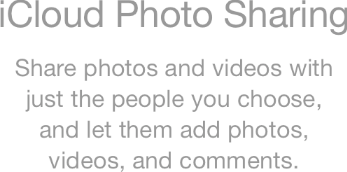 iCloud Photo Sharing
Share photos and videos with
just the people you choose,
and let them add photos,
videos, and comments.